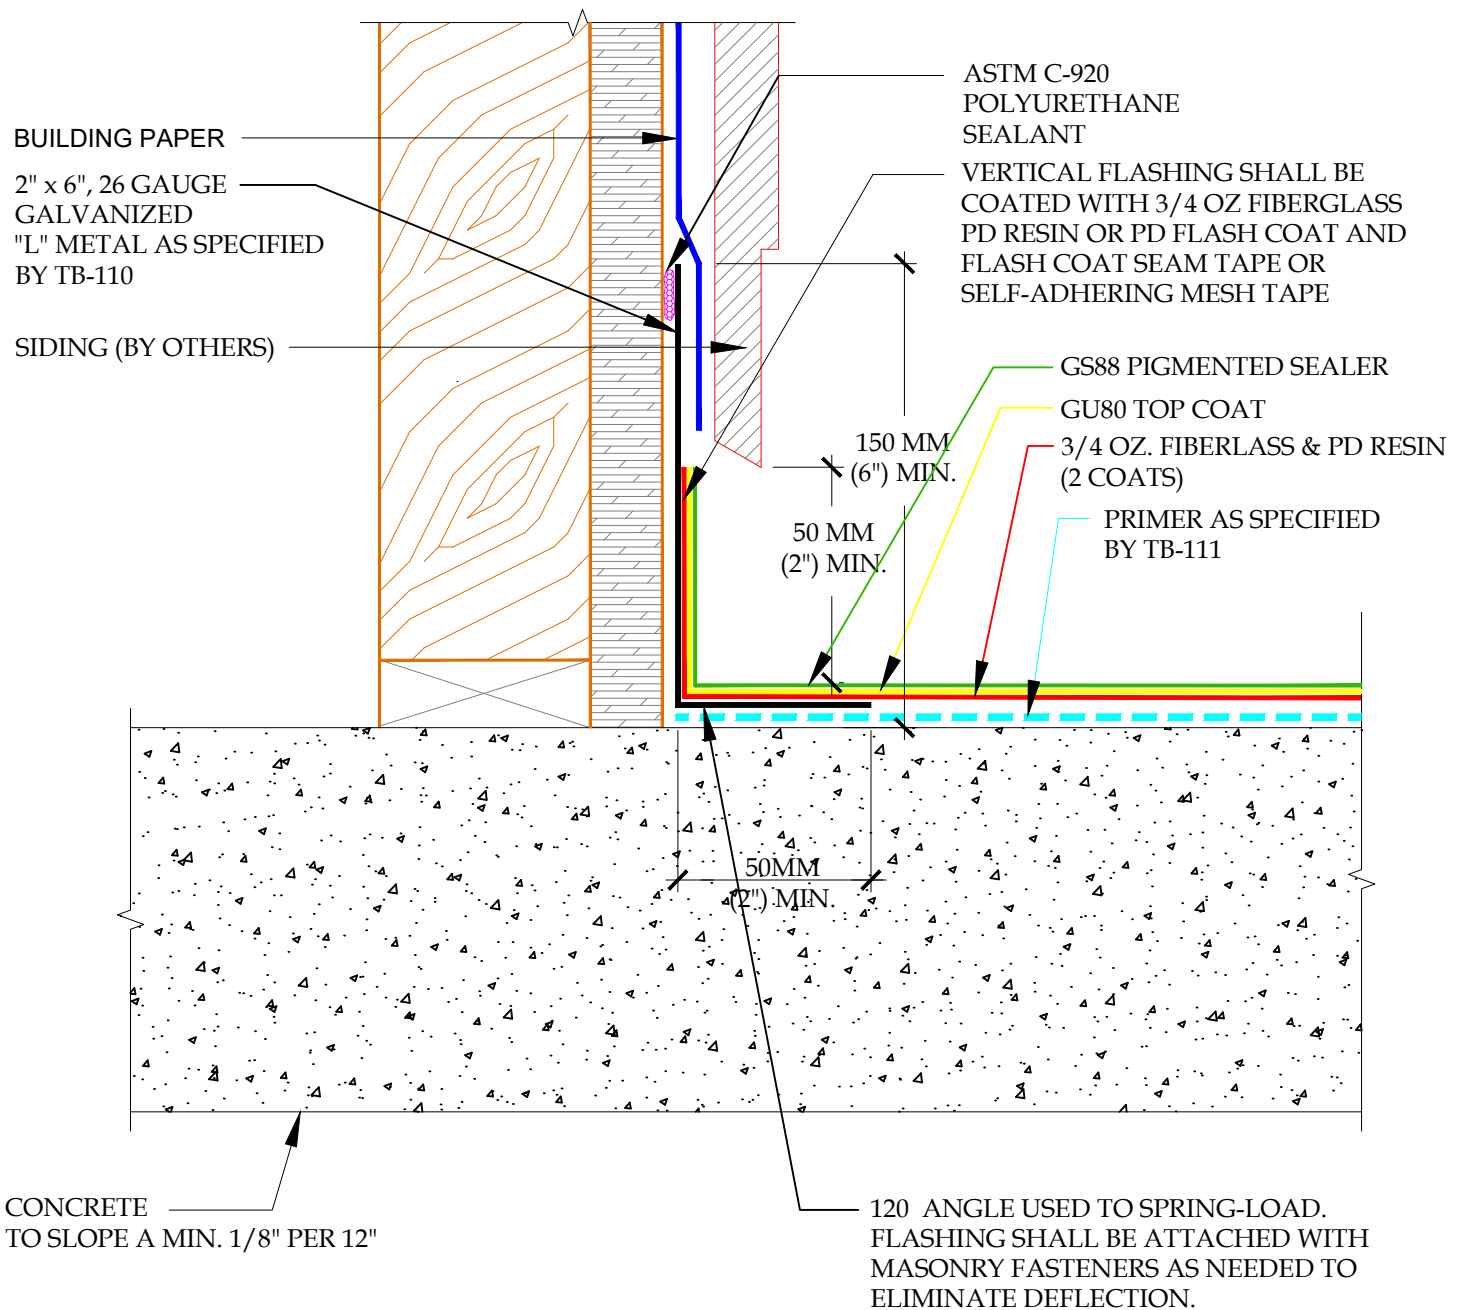 ASTM C-920
POLYURETHANE
SEALANT
BUILDING PAPER
2" x 6", 26 GAUGE
GALVANIZED
"L" METAL AS SPECIFIED
BY TB-110
VERTICAL FLASHING SHALL BE
COATED WITH 3/4 OZ FIBERGLASS
PD RESIN OR PD FLASH COAT AND
FLASH COAT SEAM TAPE OR
SELF-ADHERING MESH TAPE
SIDING (BY OTHERS)
GS88 PIGMENTED SEALER
GU80 TOP COAT
3/4 OZ. FIBERLASS & PD RESIN
(2 COATS)
150 MM
(6") MIN.
PRIMER AS SPECIFIED
BY TB-111
50 MM
(2") MIN.
50MM
(2") MIN.
CONCRETE
TO SLOPE A MIN. 1/8" PER 12"
120 ANGLE USED TO SPRING-LOAD.
FLASHING SHALL BE ATTACHED WITH
MASONRY FASTENERS AS NEEDED TO
ELIMINATE DEFLECTION.